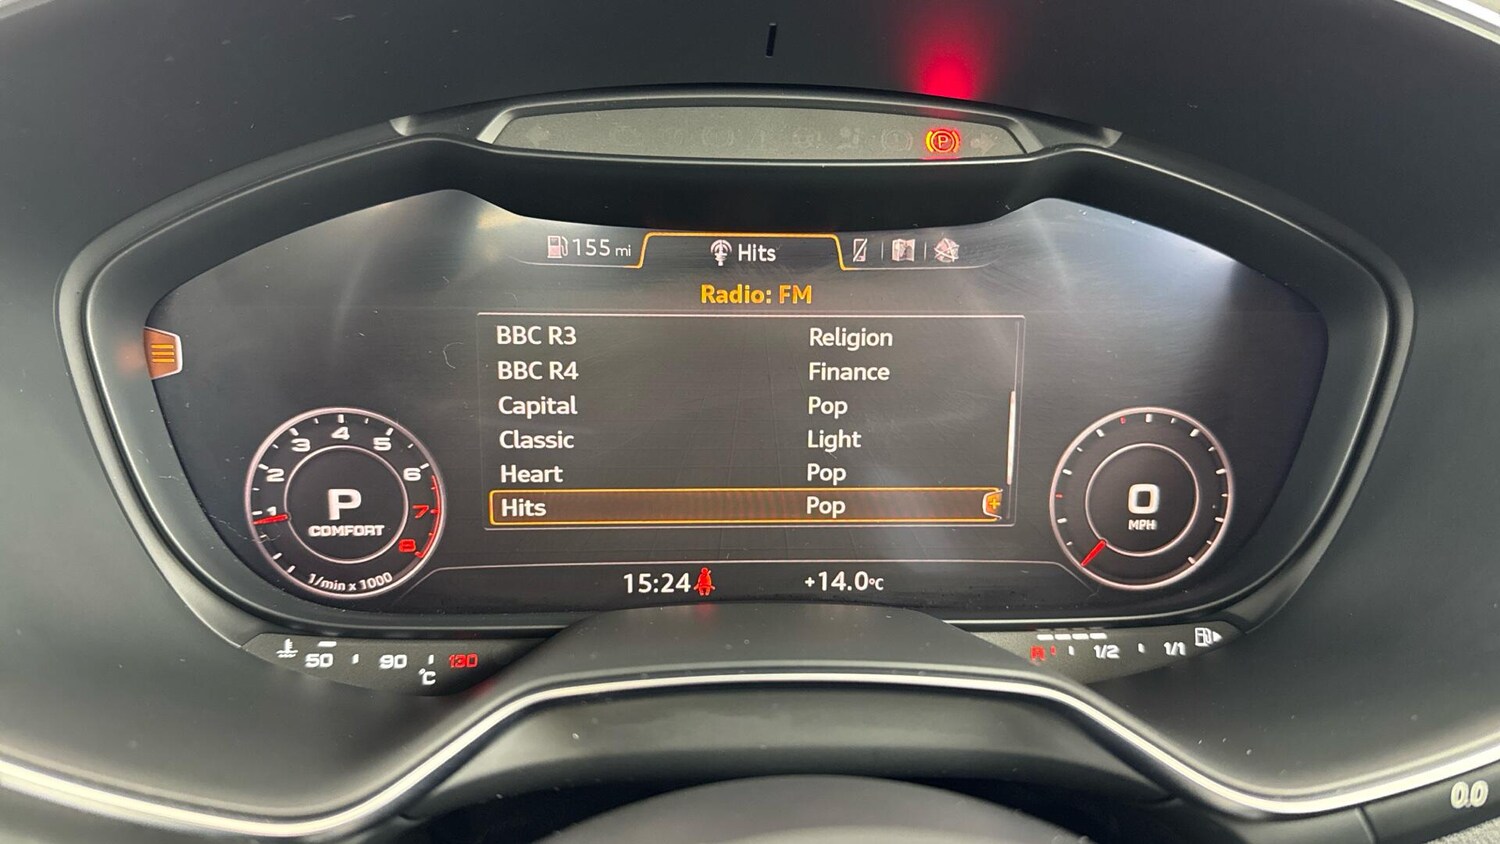 P
155 mi Hits
Radio: FM
BBC R3 Religion
BBC R4 Finance
Capital Pop
Classic Light
Heart Pop
Hits Pop
1 2 3 4 5 6 7 8
P
COMFORT
1/min x 1000
0
MPH
15:24 +14.0°C
50 90 130
°C
R 1/2 1/1
0.0